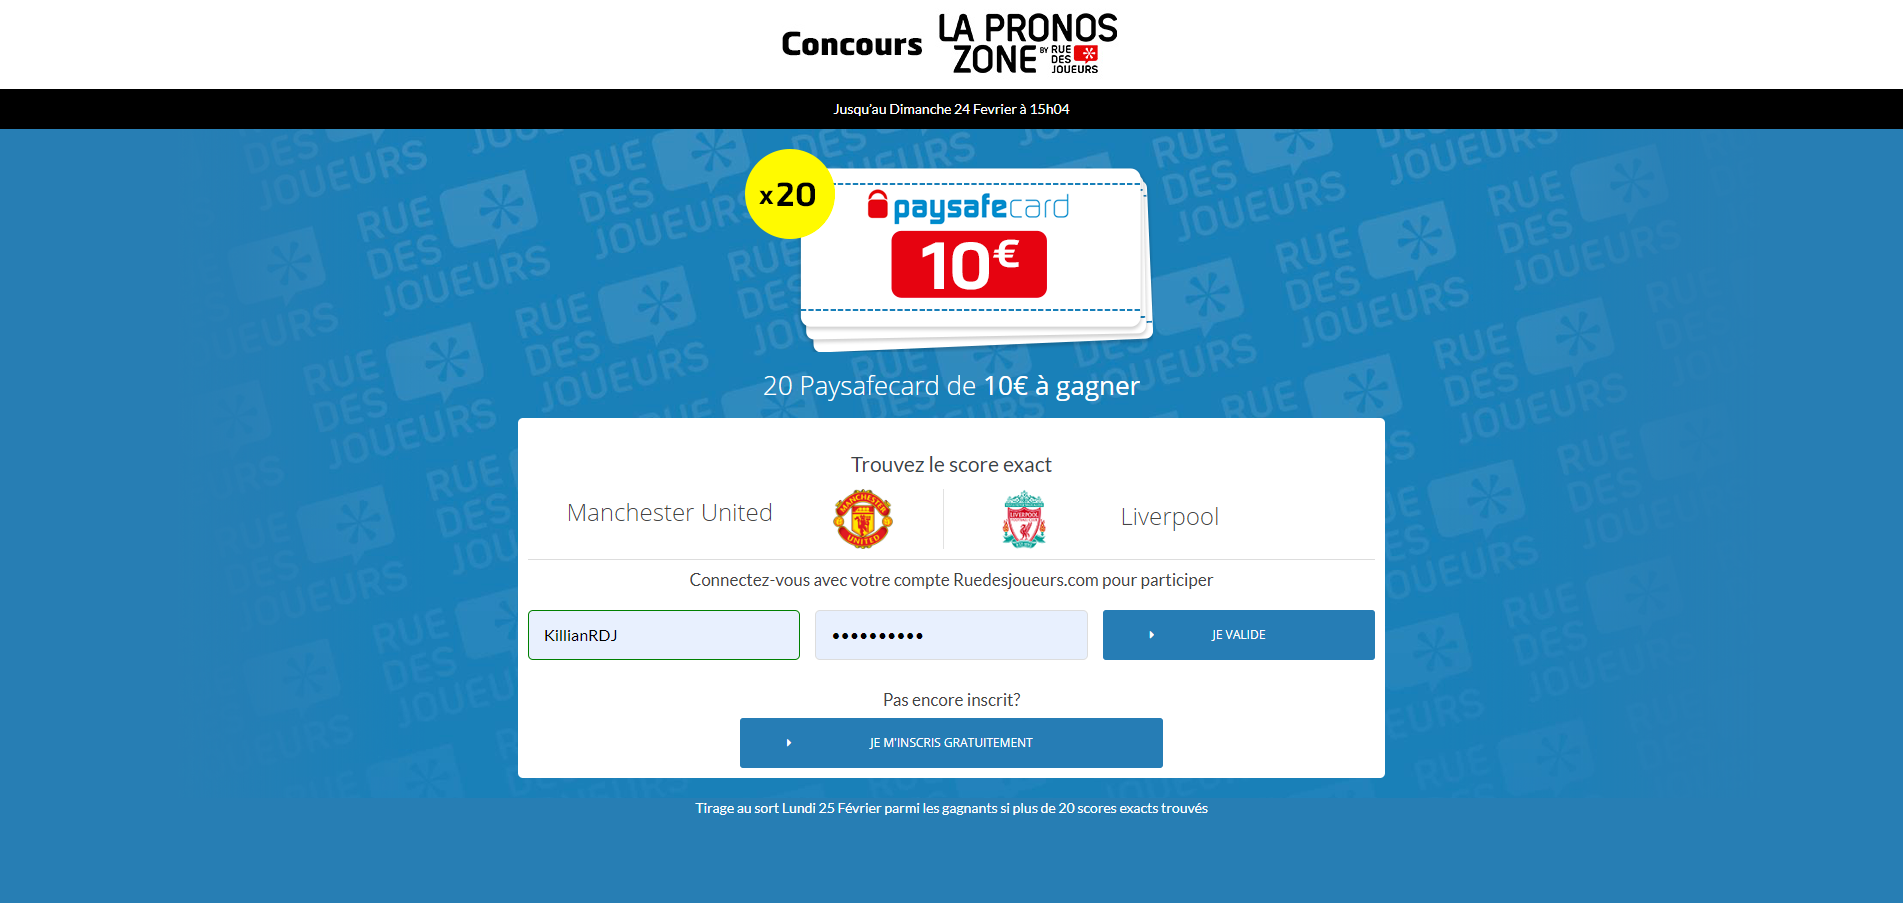 Concours
LA PRONOS
ZONE BY RUE DES JOUEURS
Jusqu'au Dimanche 24 Fevrier à 15h04
x20
paysafecard
10€
20 Paysafecard de 10€ à gagner
Trouvez le score exact
Manchester United
MANCHESTER
UNITED
Liverpool
LIVERPOOL
Connectez-vous avec votre compte Ruedesjoueurs.com pour participer
KillianRDJ
••••••••••
JE VALIDE
Pas encore inscrit?
JE M'INSCRIS GRATUITEMENT
Tirage au sort Lundi 25 Février parmi les gagnants si plus de 20 scores exacts trouvés
RUE
DES
JOUEURS